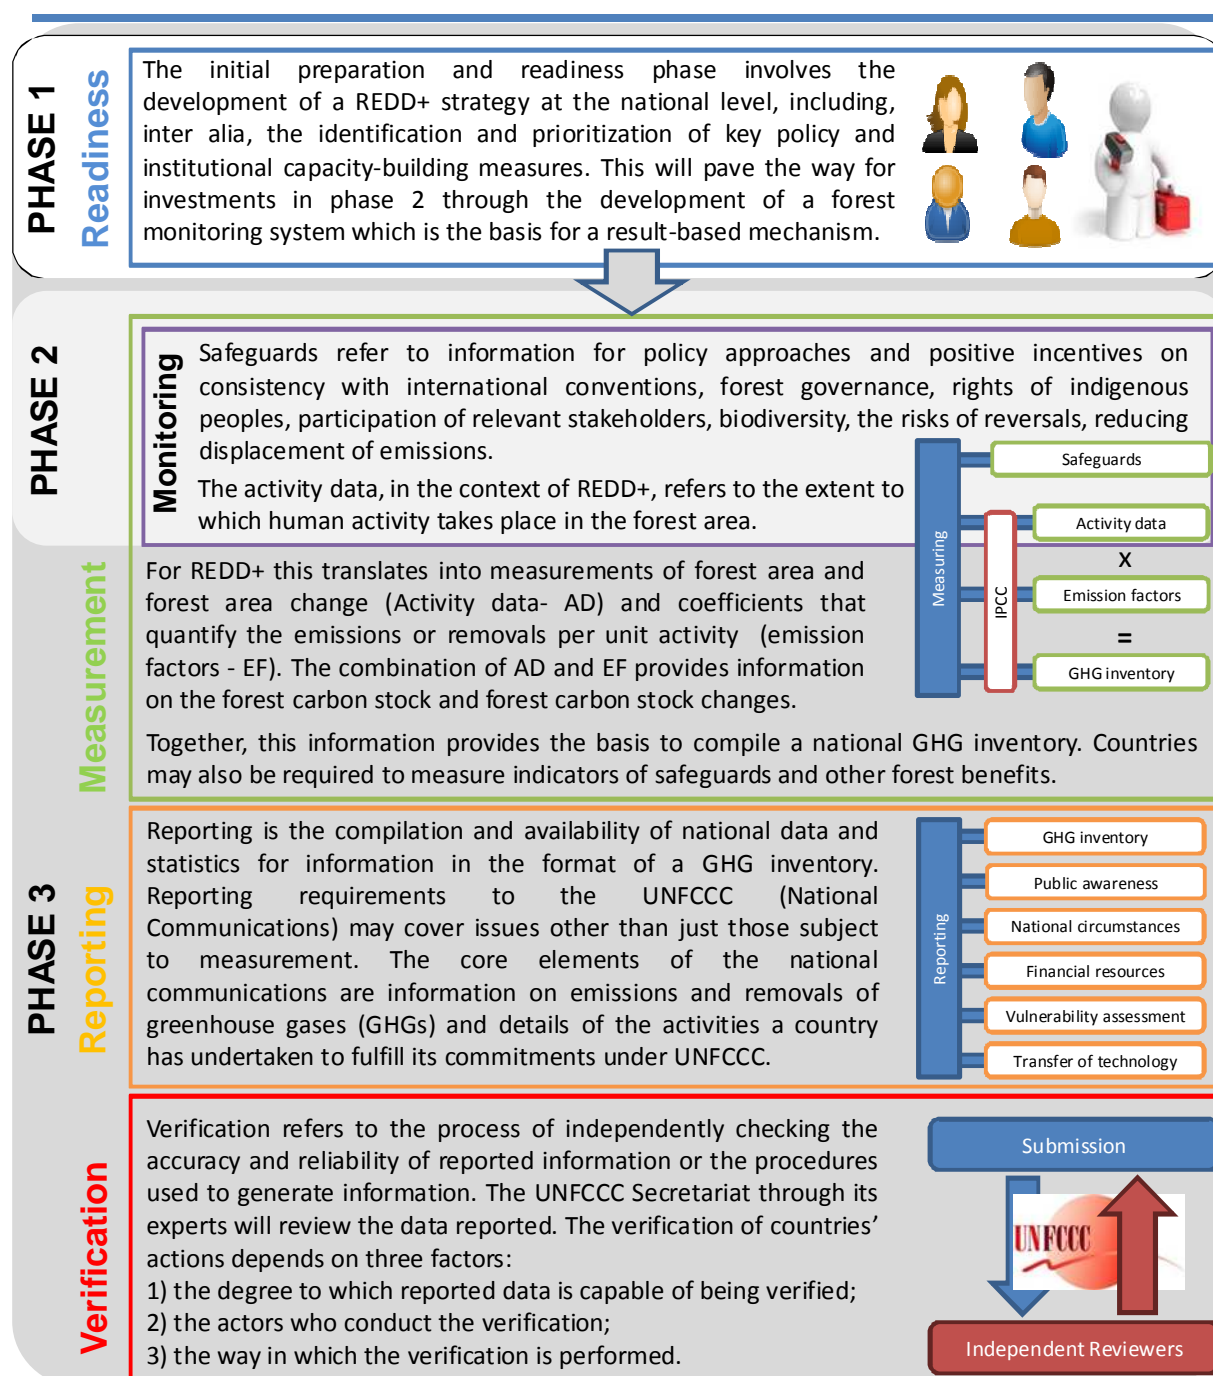 PHASE 1
Readiness
The initial preparation and readiness phase involves the
development of a REDD+ strategy at the national level, including,
inter alia, the identification and prioritization of key policy and
institutional capacity-building measures. This will pave the way for
investments in phase 2 through the development of a forest
monitoring system which is the basis for a result-based mechanism.
PHASE 2
Monitoring
Safeguards refer to information for policy approaches and positive incentives on
consistency with international conventions, forest governance, rights of indigenous
peoples, participation of relevant stakeholders, biodiversity, the risks of reversals, reducing
displacement of emissions.
The activity data, in the context of REDD+, refers to the extent to
which human activity takes place in the forest area.
Measurement
For REDD+ this translates into measurements of forest area and
forest area change (Activity data- AD) and coefficients that
quantify the emissions or removals per unit activity (emission
factors - EF). The combination of AD and EF provides information
on the forest carbon stock and forest carbon stock changes.
Together, this information provides the basis to compile a national GHG inventory. Countries
may also be required to measure indicators of safeguards and other forest benefits.
Measuring
IPCC
Safeguards
Activity data
x
Emission factors
=
GHG inventory
PHASE 3
Reporting
Reporting is the compilation and availability of national data and
statistics for information in the format of a GHG inventory.
Reporting requirements to the UNFCCC (National
Communications) may cover issues other than just those subject
to measurement. The core elements of the national
communications are information on emissions and removals of
greenhouse gases (GHGs) and details of the activities a country
has undertaken to fulfill its commitments under UNFCCC.
Reporting
GHG inventory
Public awareness
National circumstances
Financial resources
Vulnerability assessment
Transfer of technology
Verification
Verification refers to the process of independently checking the
accuracy and reliability of reported information or the procedures
used to generate information. The UNFCCC Secretariat through its
experts will review the data reported. The verification of countries'
actions depends on three factors:
1) the degree to which reported data is capable of being verified;
2) the actors who conduct the verification;
3) the way in which the verification is performed.
Submission
UNFCCC
Independent Reviewers